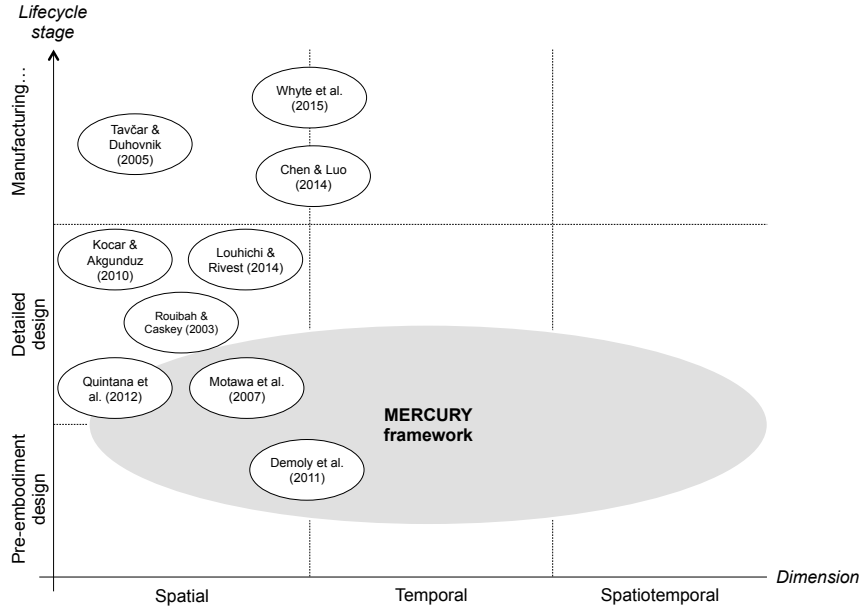 Lifecycle
stage
Manufacturing…
Whyte et al.
(2015)
Tavčar &
Duhovnik
(2005)
Chen & Luo
(2014)
Detailed
design
Kocar &
Akgunduz
(2010)
Louhichi &
Rivest (2014)
Rouibah &
Caskey (2003)
Quintana et
al. (2012)
Motawa et al.
(2007)
MERCURY
framework
Pre-embodiment
design
Demoly et al.
(2011)
Dimension
Spatial
Temporal
Spatiotemporal